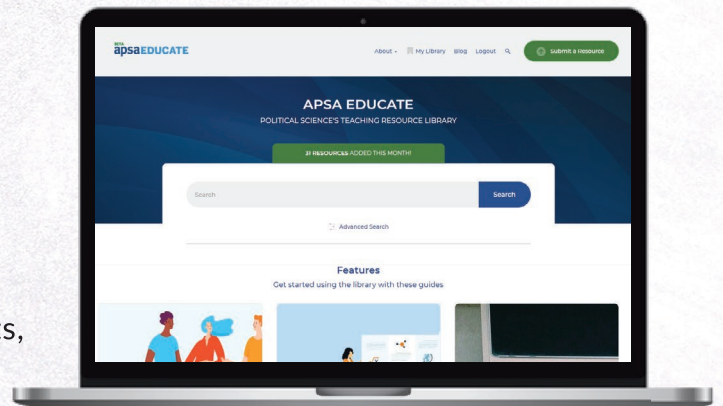 BETA
apsaEDUCATE
About My Library Blog Logout
Submit a Resource
APSA EDUCATE
POLITICAL SCIENCE'S TEACHING RESOURCE LIBRARY
31 RESOURCES ADDED THIS MONTH!
Search Search
Advanced Search
Features
Get started using the library with these guides